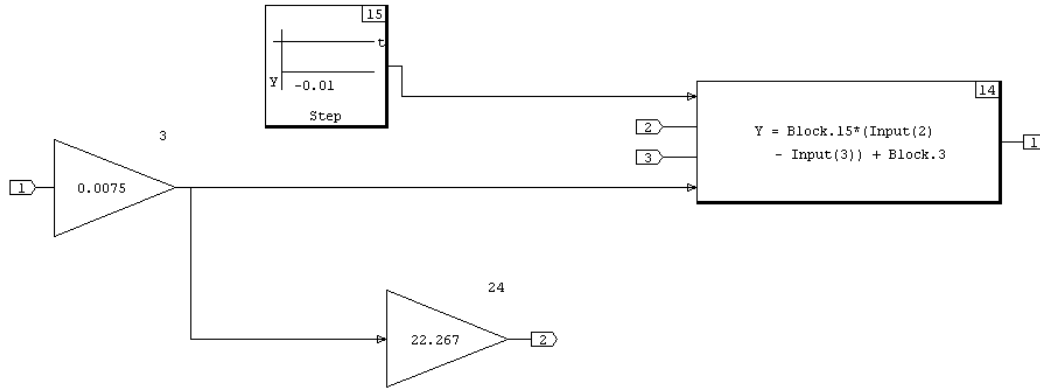 15
t
Y
-0.01
Step
14
Y = Block.15*(Input(2)
- Input(3)) + Block.3
2
3
1
3
1
0.0075
24
22.267
2